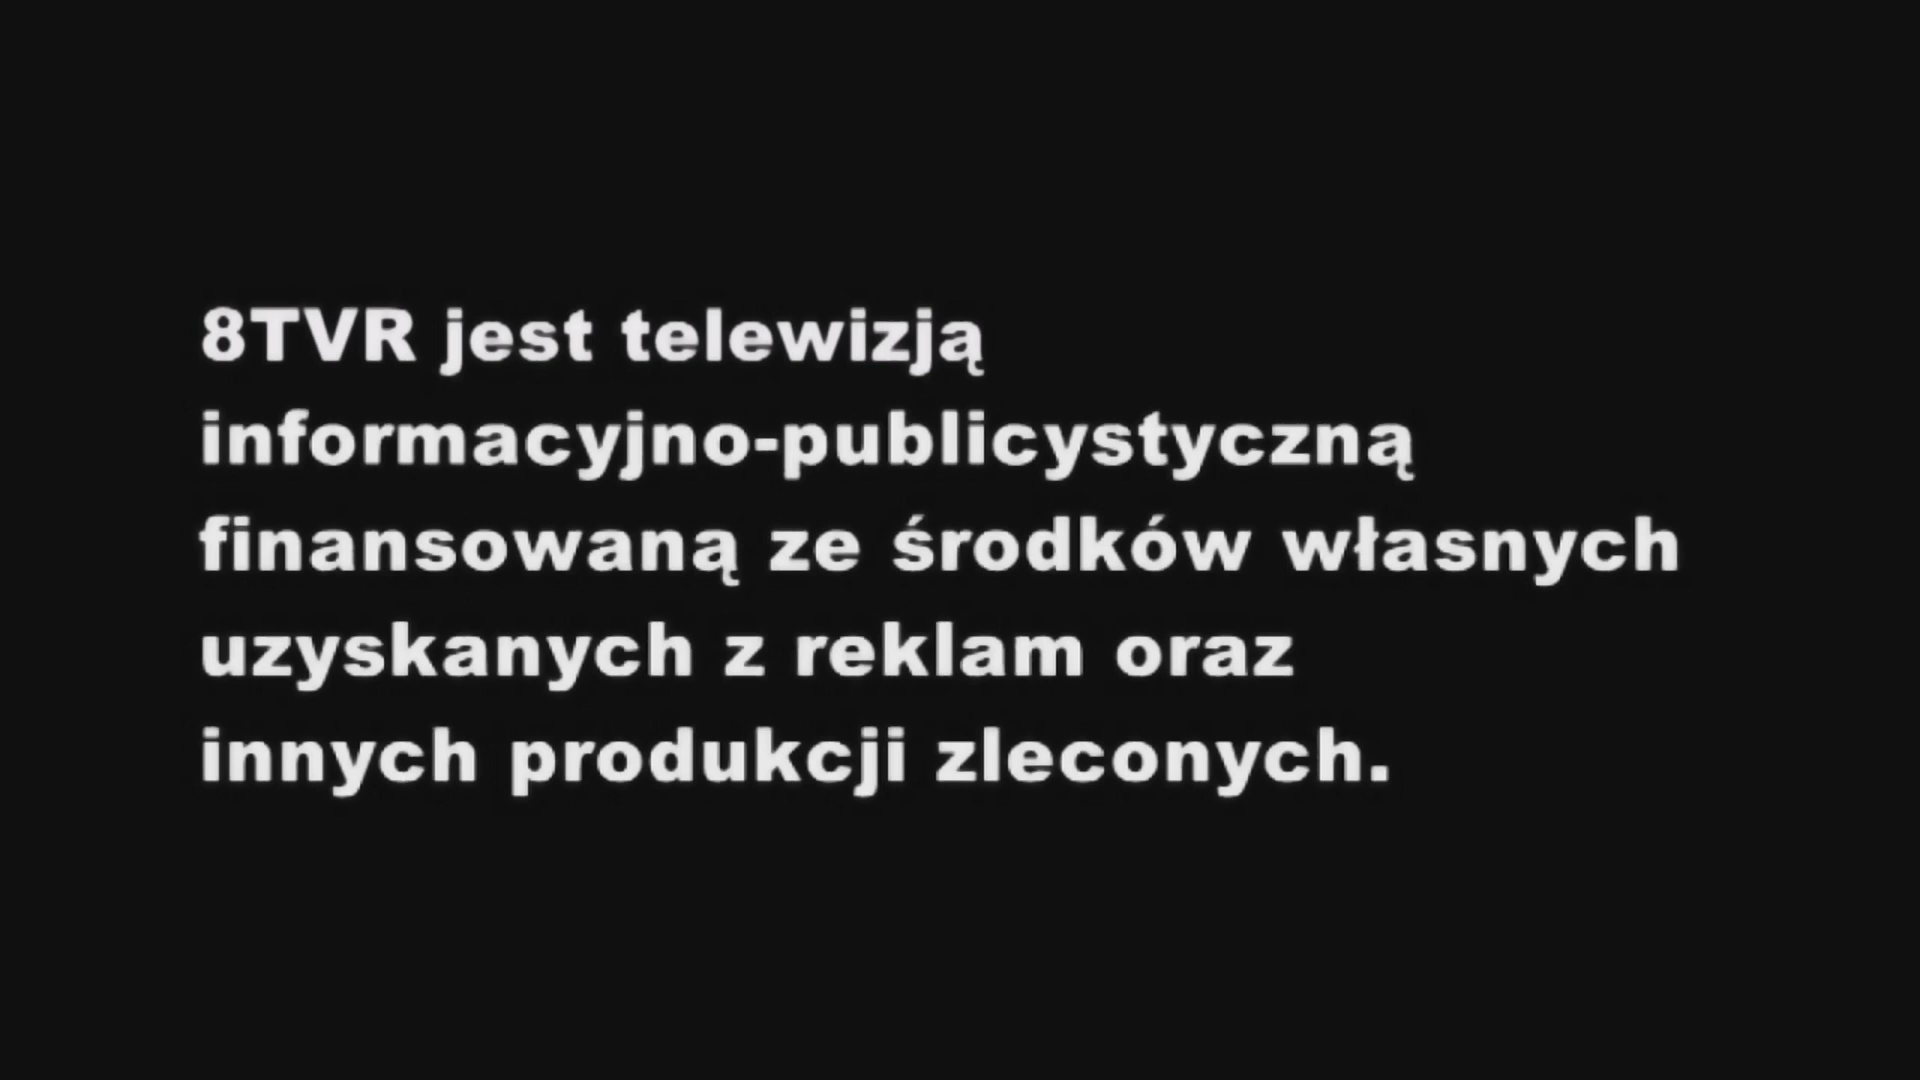 8TVR jest telewizją
informacyjno-publicystyczną
finansowaną ze środków własnych
uzyskanych z reklam oraz
innych produkcji zleconych.